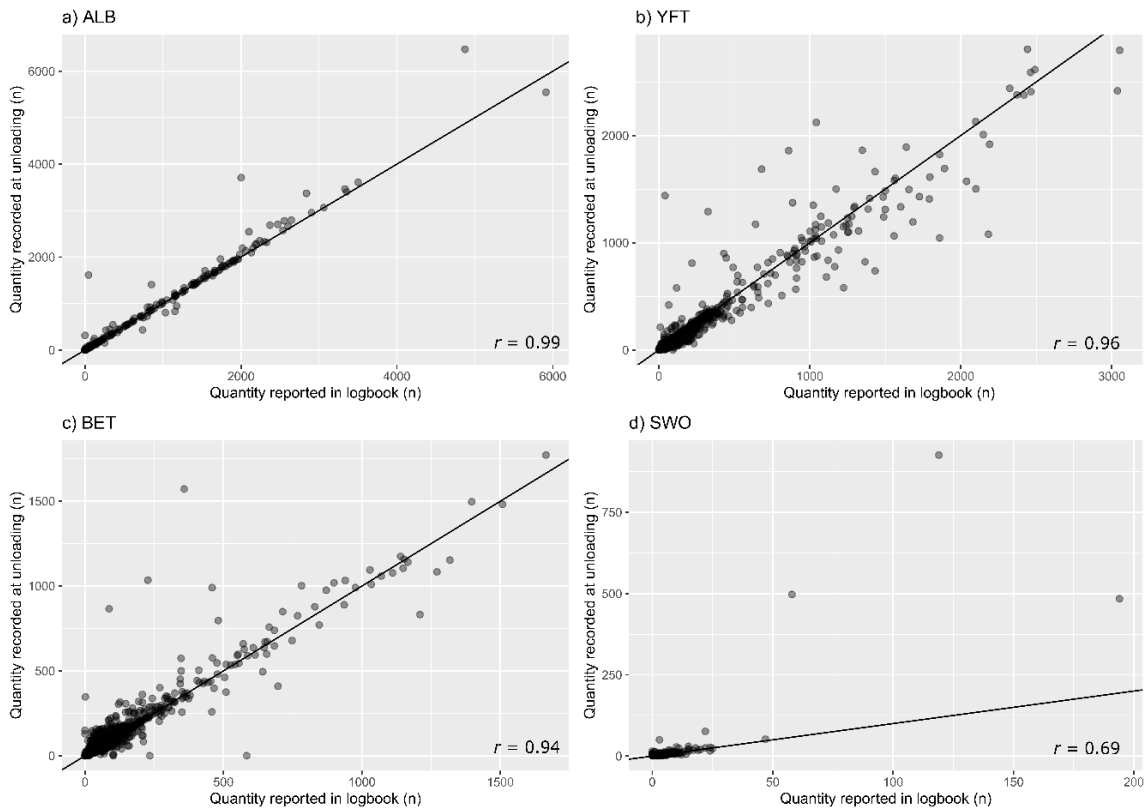 a) ALB
Quantity recorded at unloading (n)
6000
4000
2000
0
r = 0.99
0
2000
4000
6000
Quantity reported in logbook (n)
b) YFT
Quantity recorded at unloading (n)
2000
1000
0
r = 0.96
0
1000
2000
3000
Quantity reported in logbook (n)
c) BET
Quantity recorded at unloading (n)
1500
1000
500
0
r = 0.94
0
500
1000
1500
Quantity reported in logbook (n)
d) SWO
Quantity recorded at unloading (n)
750
500
250
0
r = 0.69
0
50
100
150
200
Quantity reported in logbook (n)